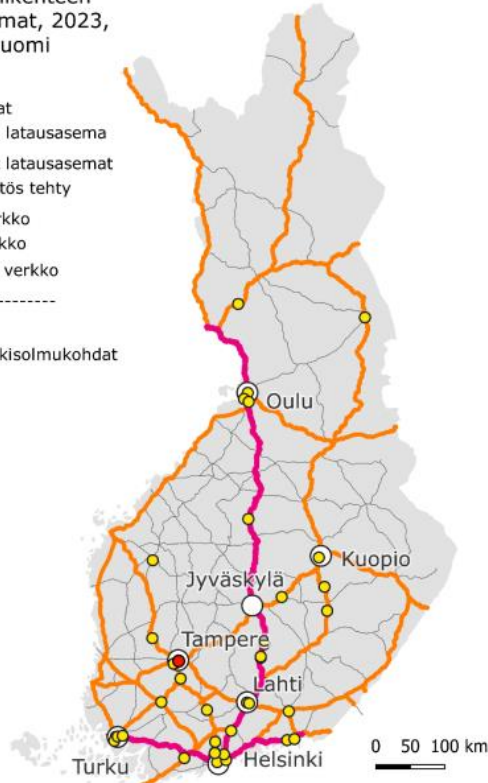 mat, 2023,
uomi
at
latausasema
latausasemat
tös tehty
rkko
kko
verkko
kisolmukohdat
Oulu
Kuopio
Jyväskylä
Tampere
Lahti
Helsinki
Turku
0 50 100 km